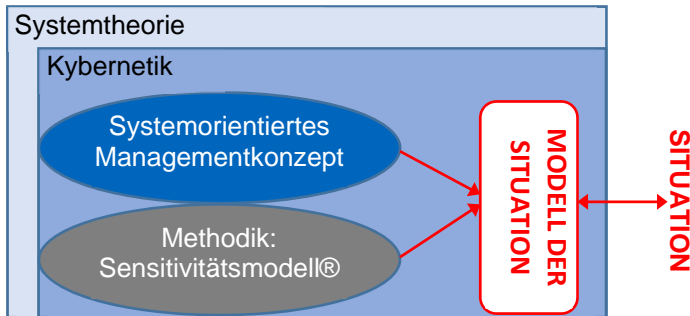 Systemtheorie
Kybernetik
Systemorientiertes
Managementkonzept
Methodik:
Sensitivitätsmodell®
MODELL DER
SITUATION
SITUATION